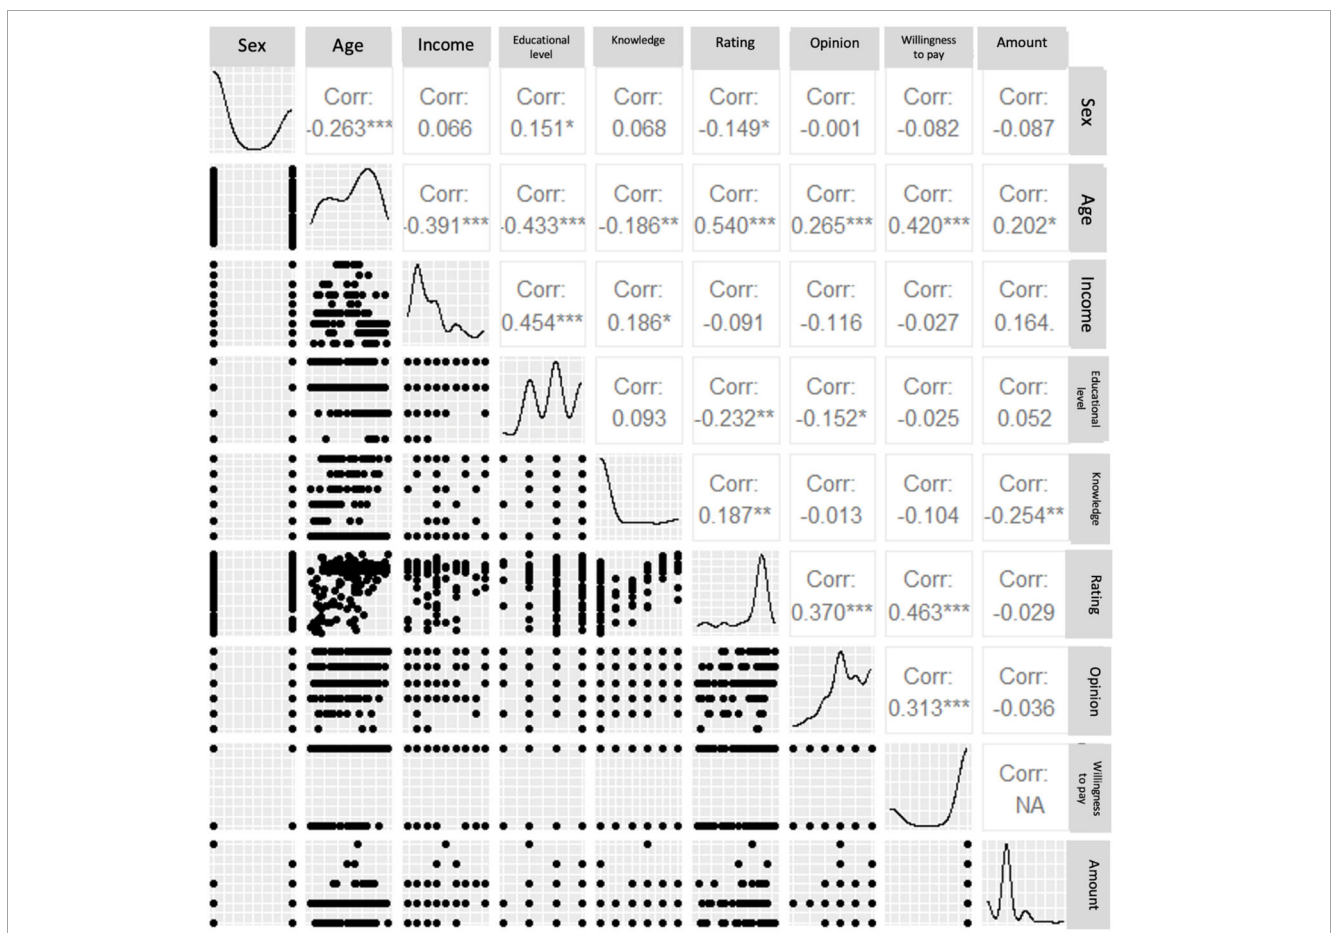 Sex Age Income Educational level Knowledge Rating Opinion Willingness to pay Amount
Corr: Corr: Corr: Corr: Corr: Corr: Corr: Corr:
-0.263*** 0.066 0.151* 0.068 -0.149* -0.001 -0.082 -0.087
Sex
Corr: Corr: Corr: Corr: Corr: Corr: Corr:
-0.391*** -0.433*** -0.186** 0.540*** 0.265*** 0.420*** 0.202*
Age
Corr: Corr: Corr: Corr: Corr: Corr:
0.454*** 0.186* -0.091 -0.116 -0.027 0.164.
Income
Corr: Corr: Corr: Corr: Corr:
0.093 -0.232** -0.152* -0.025 0.052
Educational
level
Corr: Corr: Corr: Corr:
0.187** -0.013 -0.104 -0.254**
Knowledge
Corr: Corr: Corr:
0.370*** 0.463*** -0.029
Rating
Corr: Corr:
0.313*** -0.036
Opinion
Corr:
NA
Willingness
to pay
Amount